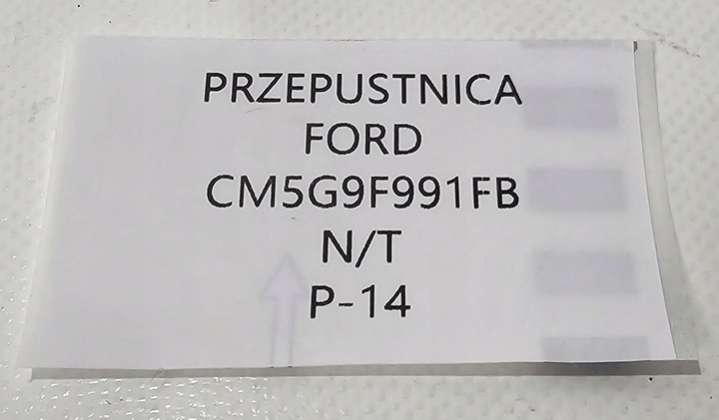 PRZEPUSTNICA
FORD
CM5G9F991FB
N/T
P-14